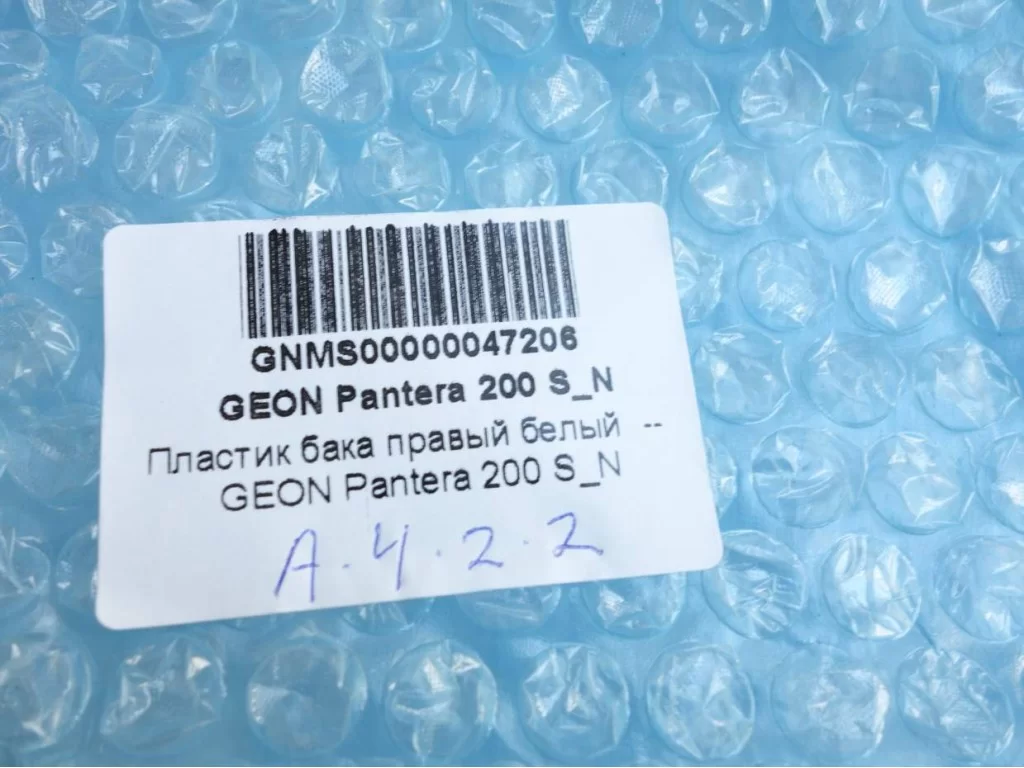 GNMS00000047206
GEON Pantera 200 S_N
Пластик бака правый белый --
GEON Pantera 200 S_N
A.4.2.2